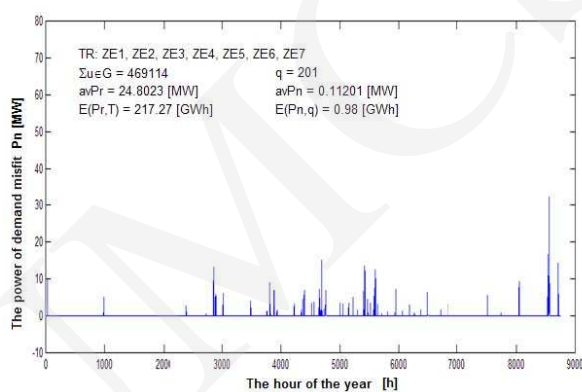 80
70
60
50
40
30
20
10
0
-10
The power of demand misfit Pn [MW]
TR: ZE1, ZE2, ZE3, ZE4, ZE5, ZE6, ZE7
ΣuεG = 469114 q = 201
avPr = 24.8023 [MW] avPn = 0.11201 [MW]
E(Pr,T) = 217.27 [GWh] E(Pn,q) = 0.98 [GWh]
0 1000 2000 3000 4000 5000 6000 7000 8000 9000
The hour of the year [h]